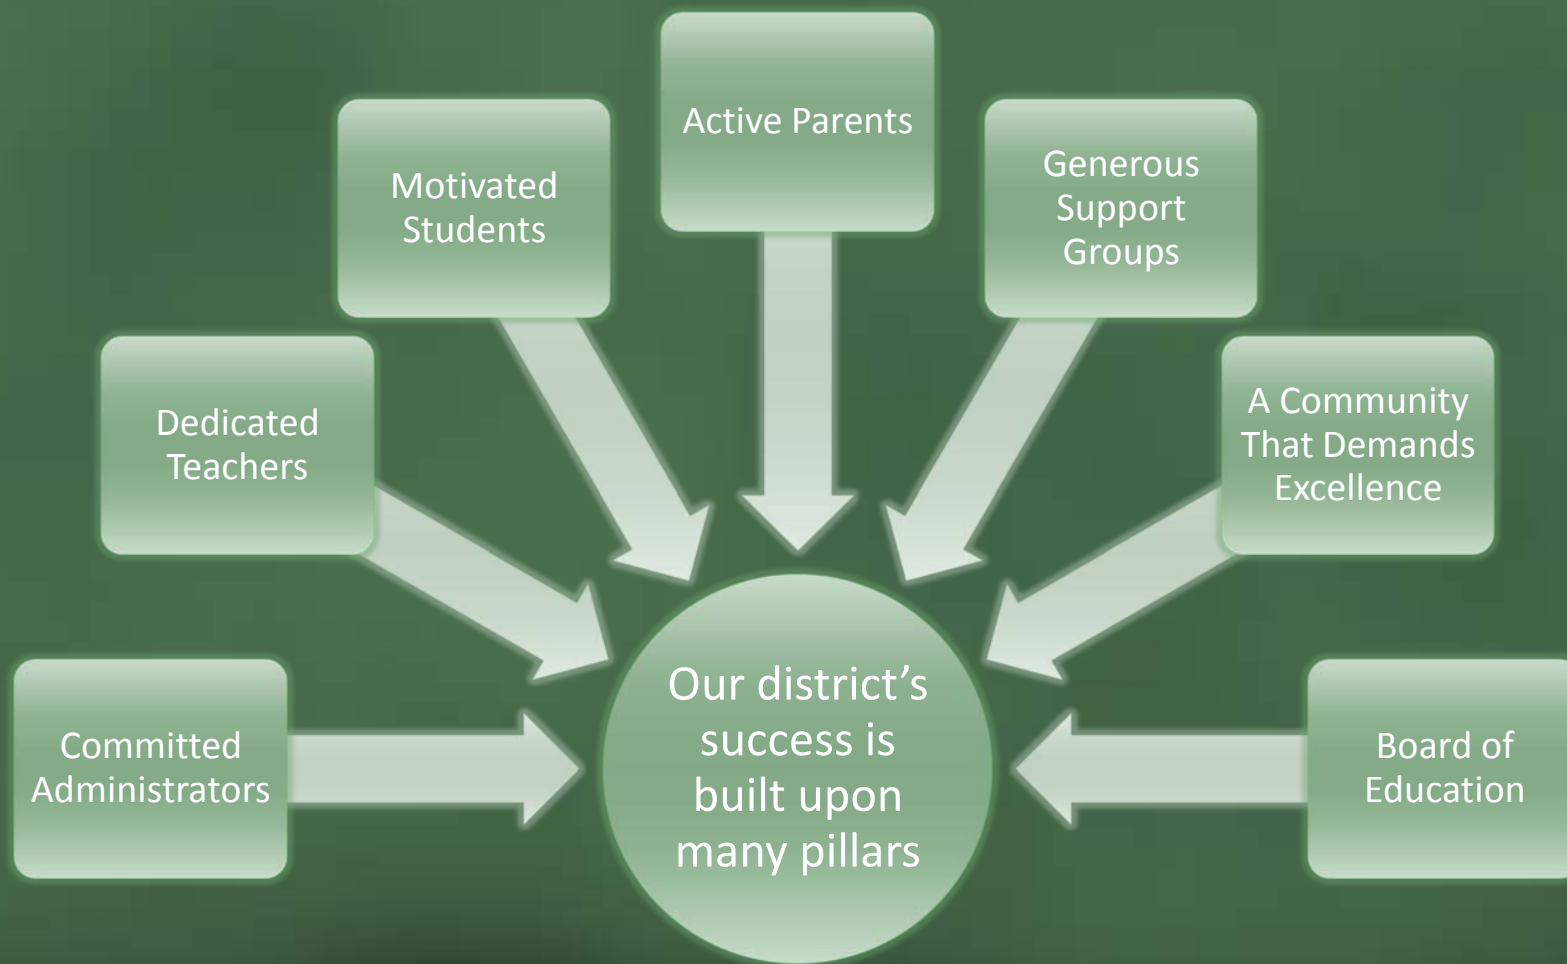 Active Parents
Motivated
Students
Generous
Support
Groups
Dedicated
Teachers
A Community
That Demands
Excellence
Committed
Administrators
Our district’s
success is
built upon
many pillars
Board of
Education